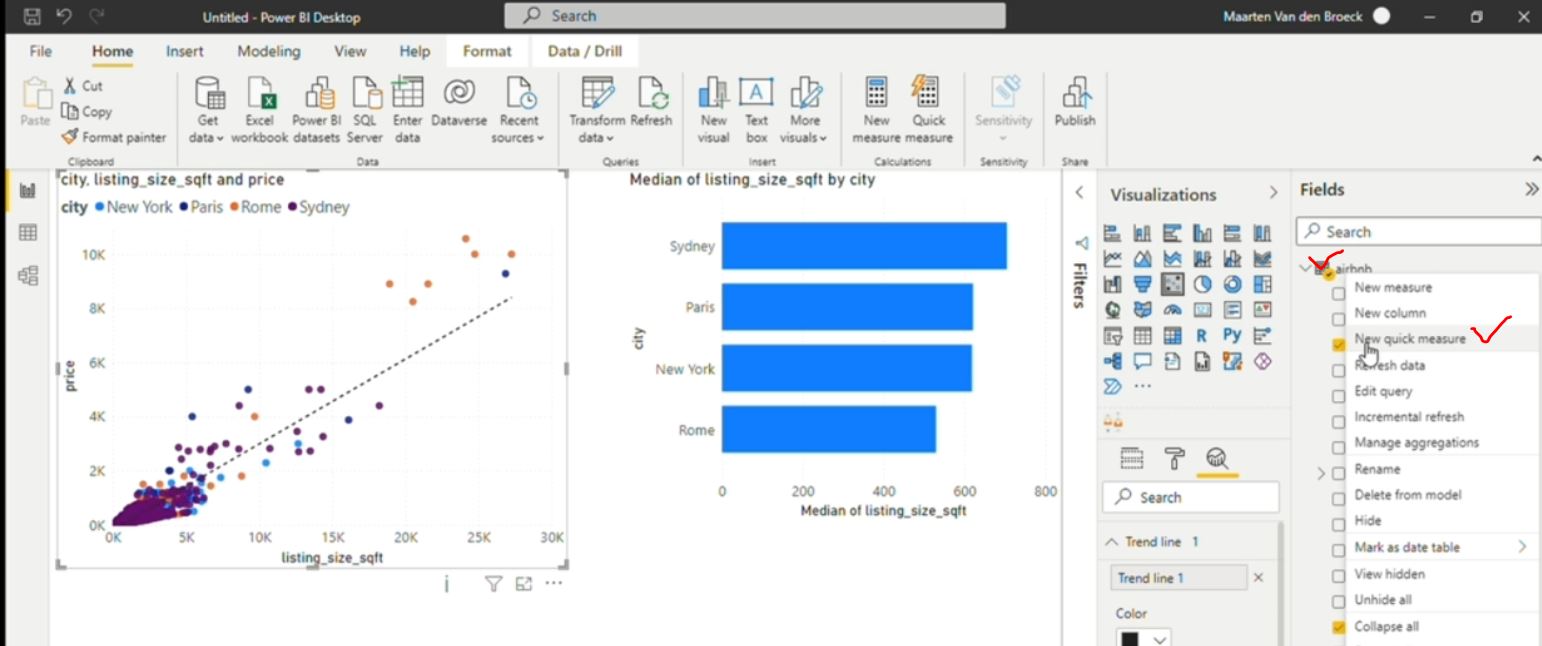 Untitled - Power BI Desktop
Search
Maarten Van den Broeck
File Home Insert Modeling View Help Format Data / Drill
Paste
Cut
Copy
Format painter
Clipboard
Get data
Excel workbook
Power BI datasets
SQL Server
Enter data
Dataverse
Recent sources
Data
Transform data
Refresh
Queries
New visual
Text box
More visuals
Insert
New measure
Quick measure
Calculations
Sensitivity
Sensitivity
Publish
Share
city, listing_size_sqft and price
city New York Paris Rome Sydney
10K
8K
6K
4K
2K
0K
price
0K 5K 10K 15K 20K 25K 30K
listing_size_sqft
Median of listing_size_sqft by city
Sydney
Paris
New York
Rome
city
0 200 400 600 800
Median of listing_size_sqft
Filters
Visualizations
R Py
Search
Trend line 1
Trend line 1
Color
Fields
Search
airbnb
New measure
New column
New quick measure
Refresh data
Edit query
Incremental refresh
Manage aggregations
Rename
Delete from model
Hide
Mark as date table
View hidden
Unhide all
Collapse all